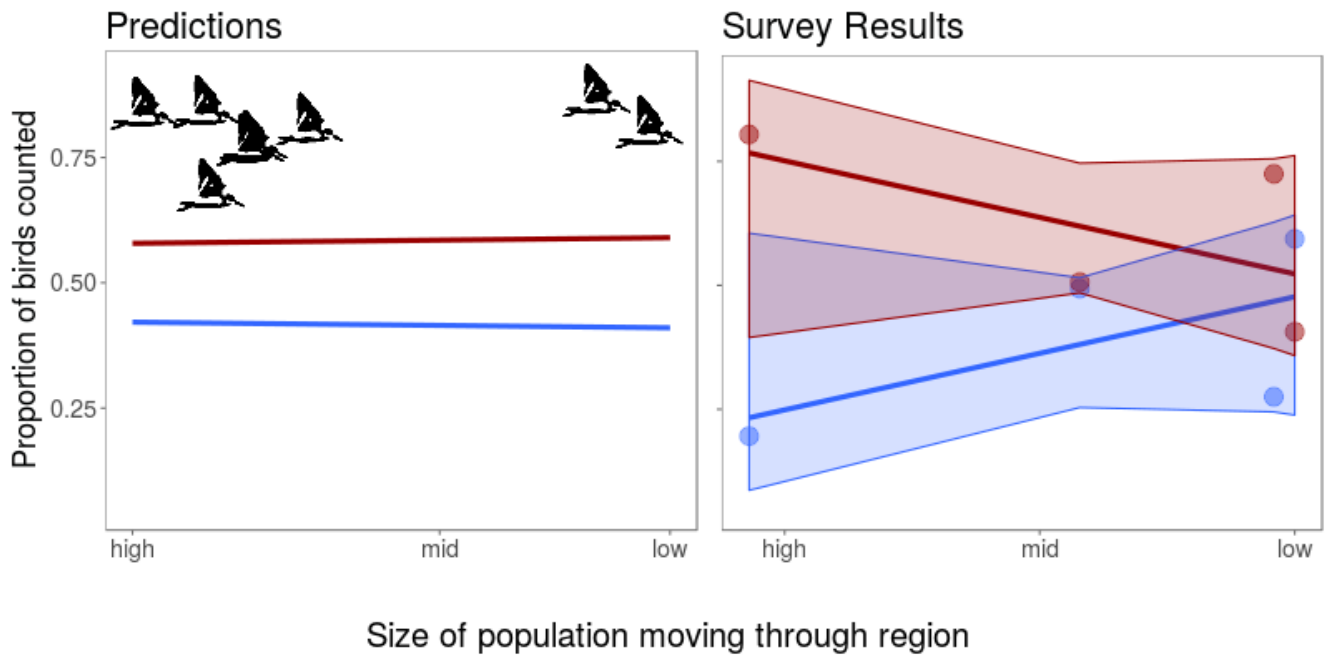 Predictions
Survey Results
Proportion of birds counted
0.75
0.50
0.25
high mid low
high mid low
Size of population moving through region